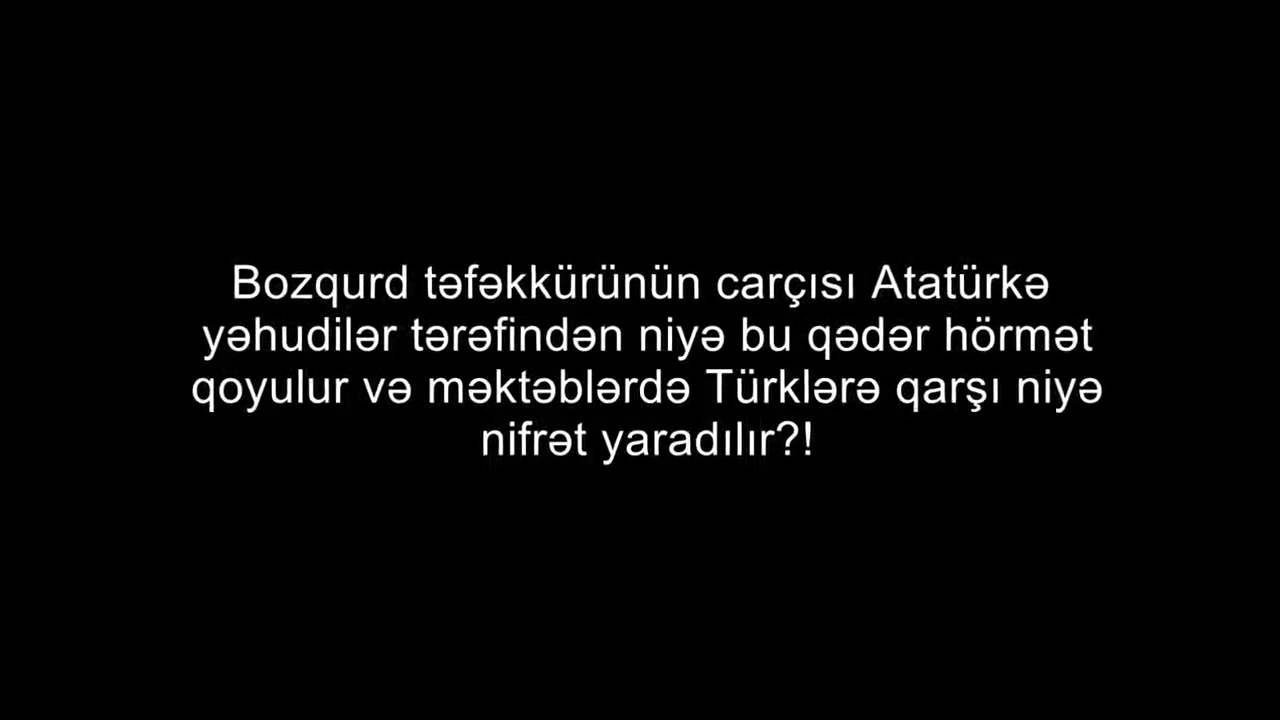 Bozqurd təfəkkürünün carçısı Atatürkə
yəhudilər tərəfindən niyə bu qədər hörmət
qoyulur və məktəblərdə Türklərə qarşı niyə
nifrət yaradılır?!